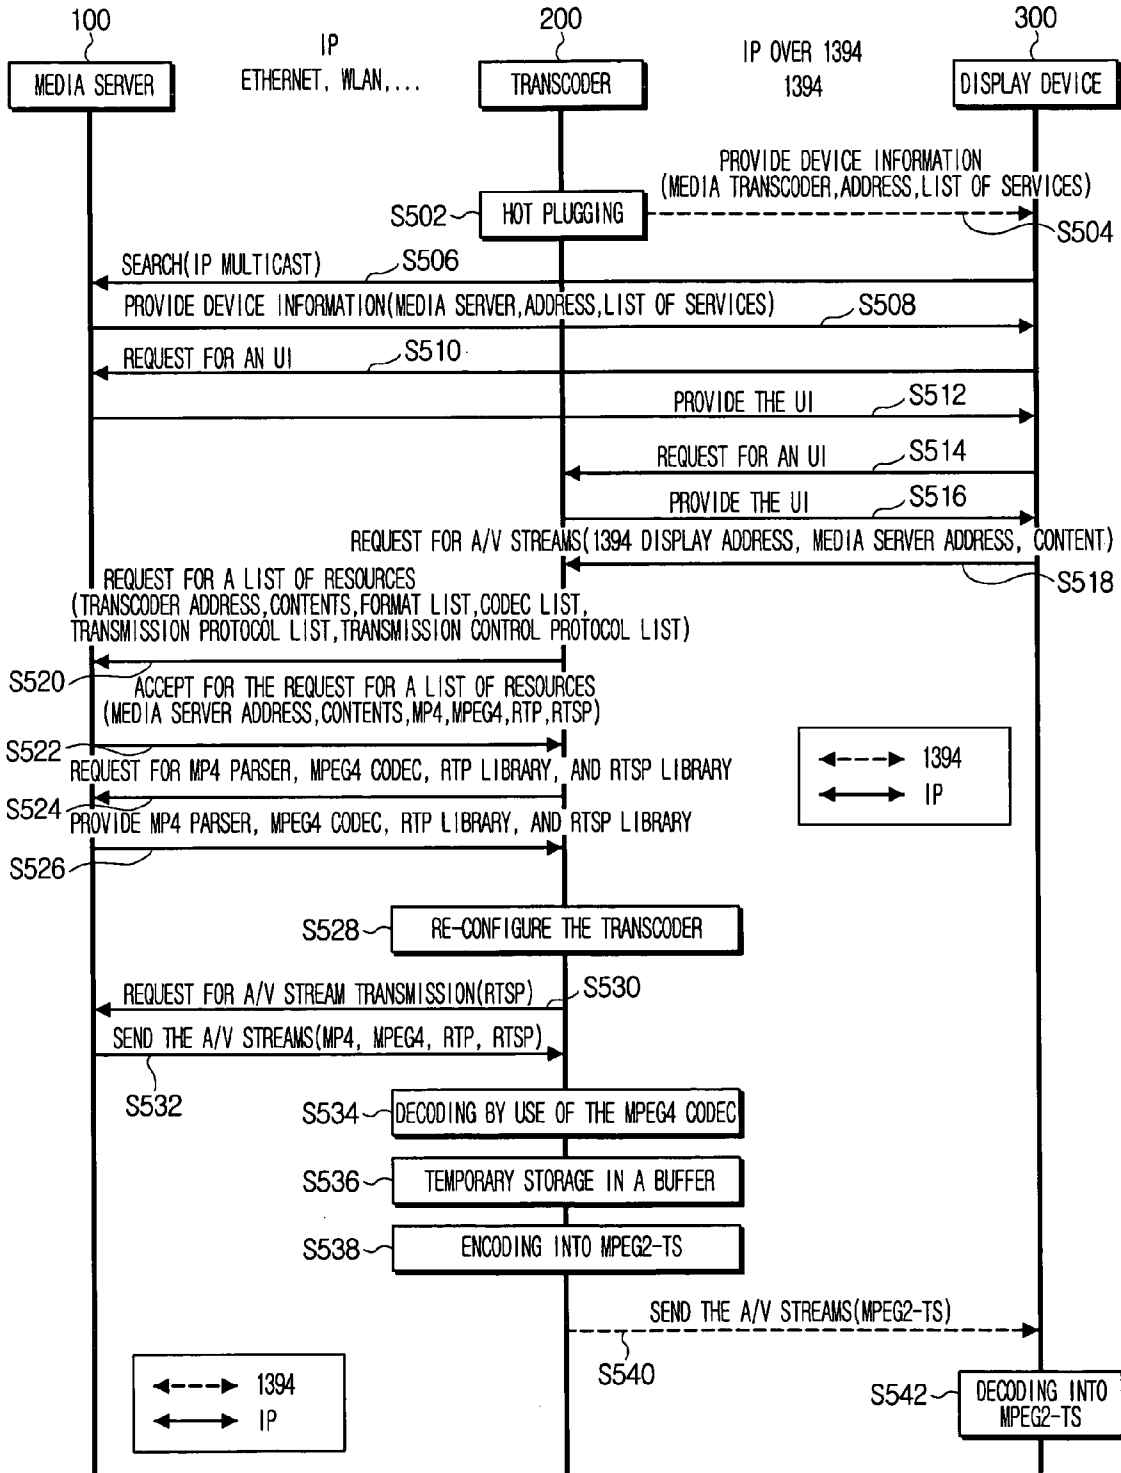 100
200
300
IP
ETHERNET, WLAN,...
IP OVER 1394
1394
MEDIA SERVER
TRANSCODER
DISPLAY DEVICE
PROVIDE DEVICE INFORMATION
(MEDIA TRANSCODER,ADDRESS,LIST OF SERVICES)
S502
HOT PLUGGING
S504
SEARCH(IP MULTICAST)
S506
PROVIDE DEVICE INFORMATION(MEDIA SERVER,ADDRESS,LIST OF SERVICES)
S508
REQUEST FOR AN UI
S510
PROVIDE THE UI
S512
REQUEST FOR AN UI
S514
PROVIDE THE UI
S516
REQUEST FOR A/V STREAMS(1394 DISPLAY ADDRESS, MEDIA SERVER ADDRESS, CONTENT)
S518
REQUEST FOR A LIST OF RESOURCES
(TRANSCODER ADDRESS,CONTENTS,FORMAT LIST,CODEC LIST,
TRANSMISSION PROTOCOL LIST,TRANSMISSION CONTROL PROTOCOL LIST)
S520
ACCEPT FOR THE REQUEST FOR A LIST OF RESOURCES
(MEDIA SERVER ADDRESS,CONTENTS,MP4,MPEG4,RTP,RTSP)
S522
REQUEST FOR MP4 PARSER, MPEG4 CODEC, RTP LIBRARY, AND RTSP LIBRARY
S524
PROVIDE MP4 PARSER, MPEG4 CODEC, RTP LIBRARY, AND RTSP LIBRARY
S526
1394
IP
S528
RE-CONFIGURE THE TRANSCODER
REQUEST FOR A/V STREAM TRANSMISSION(RTSP)
S530
SEND THE A/V STREAMS(MP4, MPEG4, RTP, RTSP)
S532
S534
DECODING BY USE OF THE MPEG4 CODEC
S536
TEMPORARY STORAGE IN A BUFFER
S538
ENCODING INTO MPEG2-TS
SEND THE A/V STREAMS(MPEG2-TS)
S540
1394
IP
S542
DECODING INTO
MPEG2-TS